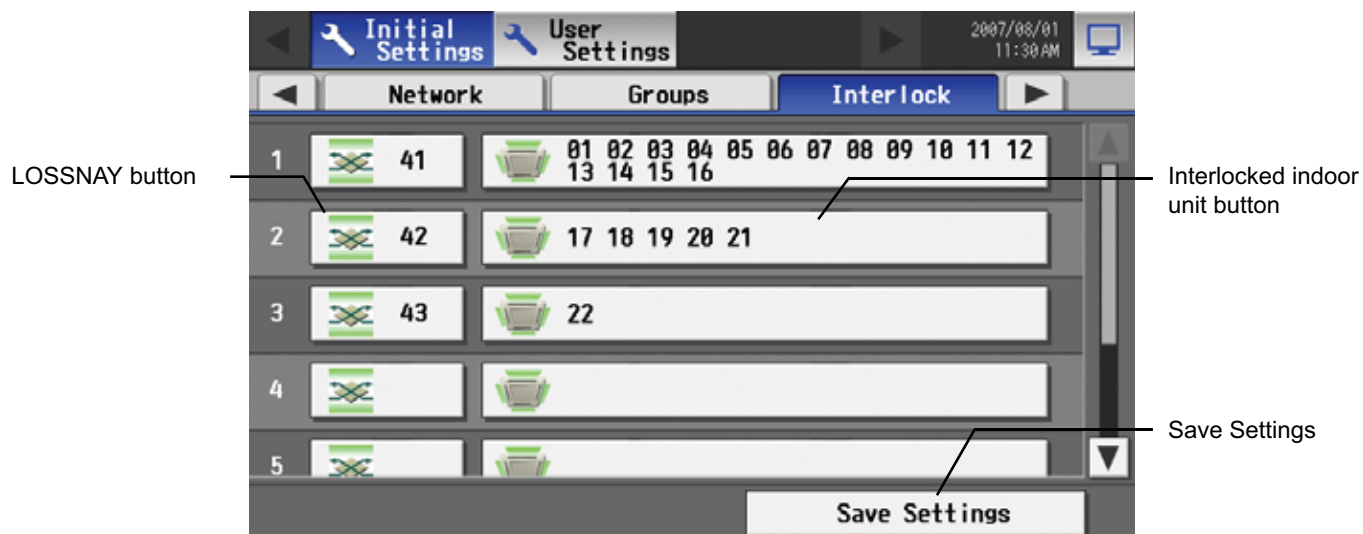 Initial
Settings
User
Settings
2007/08/01
11:30AM
Network
Groups
Interlock
LOSSNAY button
1
41
01 02 03 04 05 06 07 08 09 10 11 12
13 14 15 16
Interlocked indoor
unit button
2
42
17 18 19 20 21
3
43
22
4
Save Settings
5
Save Settings